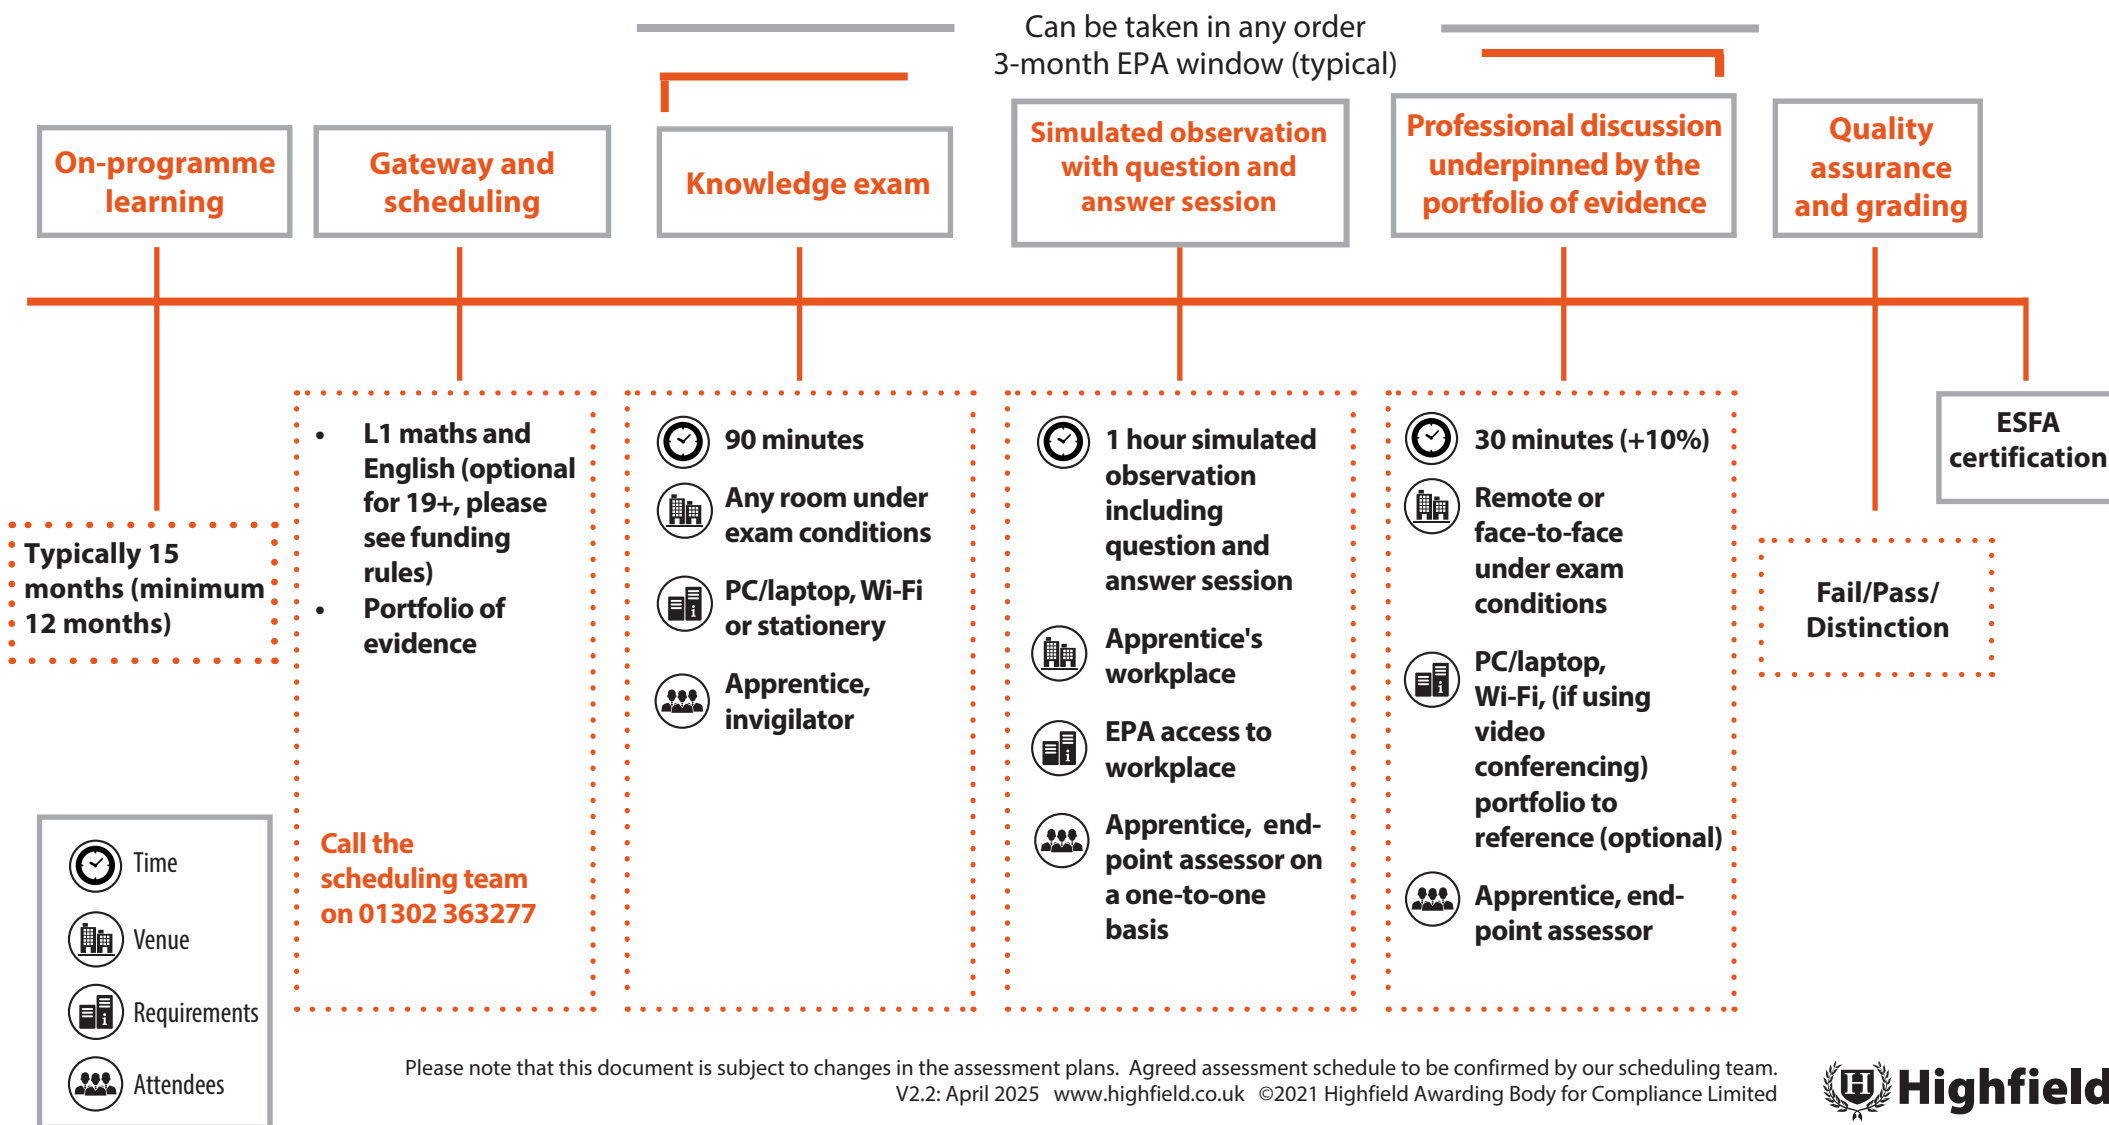 Can be taken in any order
3-month EPA window (typical)
On-programme
learning
Gateway and
scheduling
Knowledge exam
Simulated observation
with question and
answer session
Professional discussion
underpinned by the
portfolio of evidence
Quality
assurance
and grading
Typically 15
months (minimum
12 months)
• L1 maths and
English (optional
for 19+, please
see funding
rules)
• Portfolio of
evidence
Call the
scheduling team
on 01302 363277
90 minutes
Any room under
exam conditions
PC/laptop, Wi-Fi
or stationery
Apprentice,
invigilator
1 hour simulated
observation
including
question and
answer session
Apprentice's
workplace
EPA access to
workplace
Apprentice, end-
point assessor on
a one-to-one
basis
30 minutes (+10%)
Remote or
face-to-face
under exam
conditions
PC/laptop,
Wi-Fi, (if using
video
conferencing)
portfolio to
reference (optional)
Apprentice, end-
point assessor
Fail/Pass/
Distinction
ESFA
certification
Time
Venue
Requirements
Attendees
Please note that this document is subject to changes in the assessment plans. Agreed assessment schedule to be confirmed by our scheduling team.
V2.2: April 2025 www.highfield.co.uk ©2021 Highfield Awarding Body for Compliance Limited
H Highfield